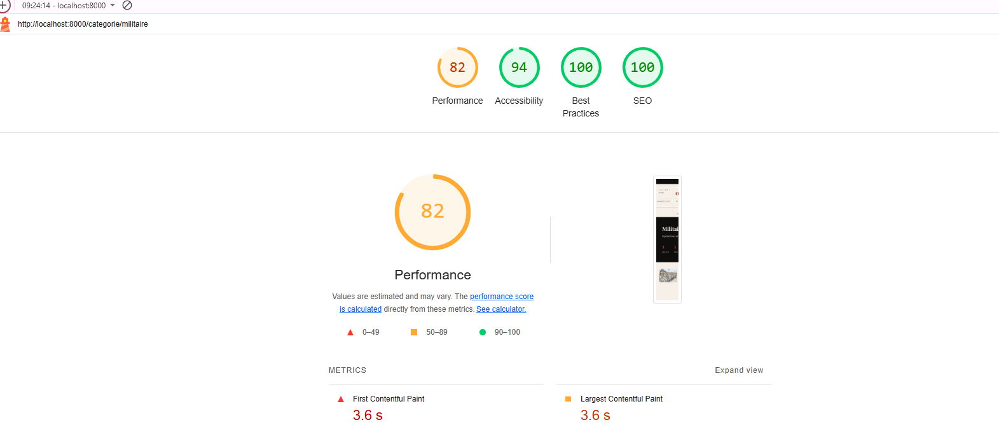 09:24:14 - localhost:8000
http://localhost:8000/categorie/militaire
82
94
100
100
Performance
Accessibility
Best
Practices
SEO
82
Performance
Values are estimated and may vary. The performance score
is calculated directly from these metrics. See calculator.
0–49
50–89
90–100
Militai
METRICS
Expand view
First Contentful Paint
3.6 s
Largest Contentful Paint
3.6 s